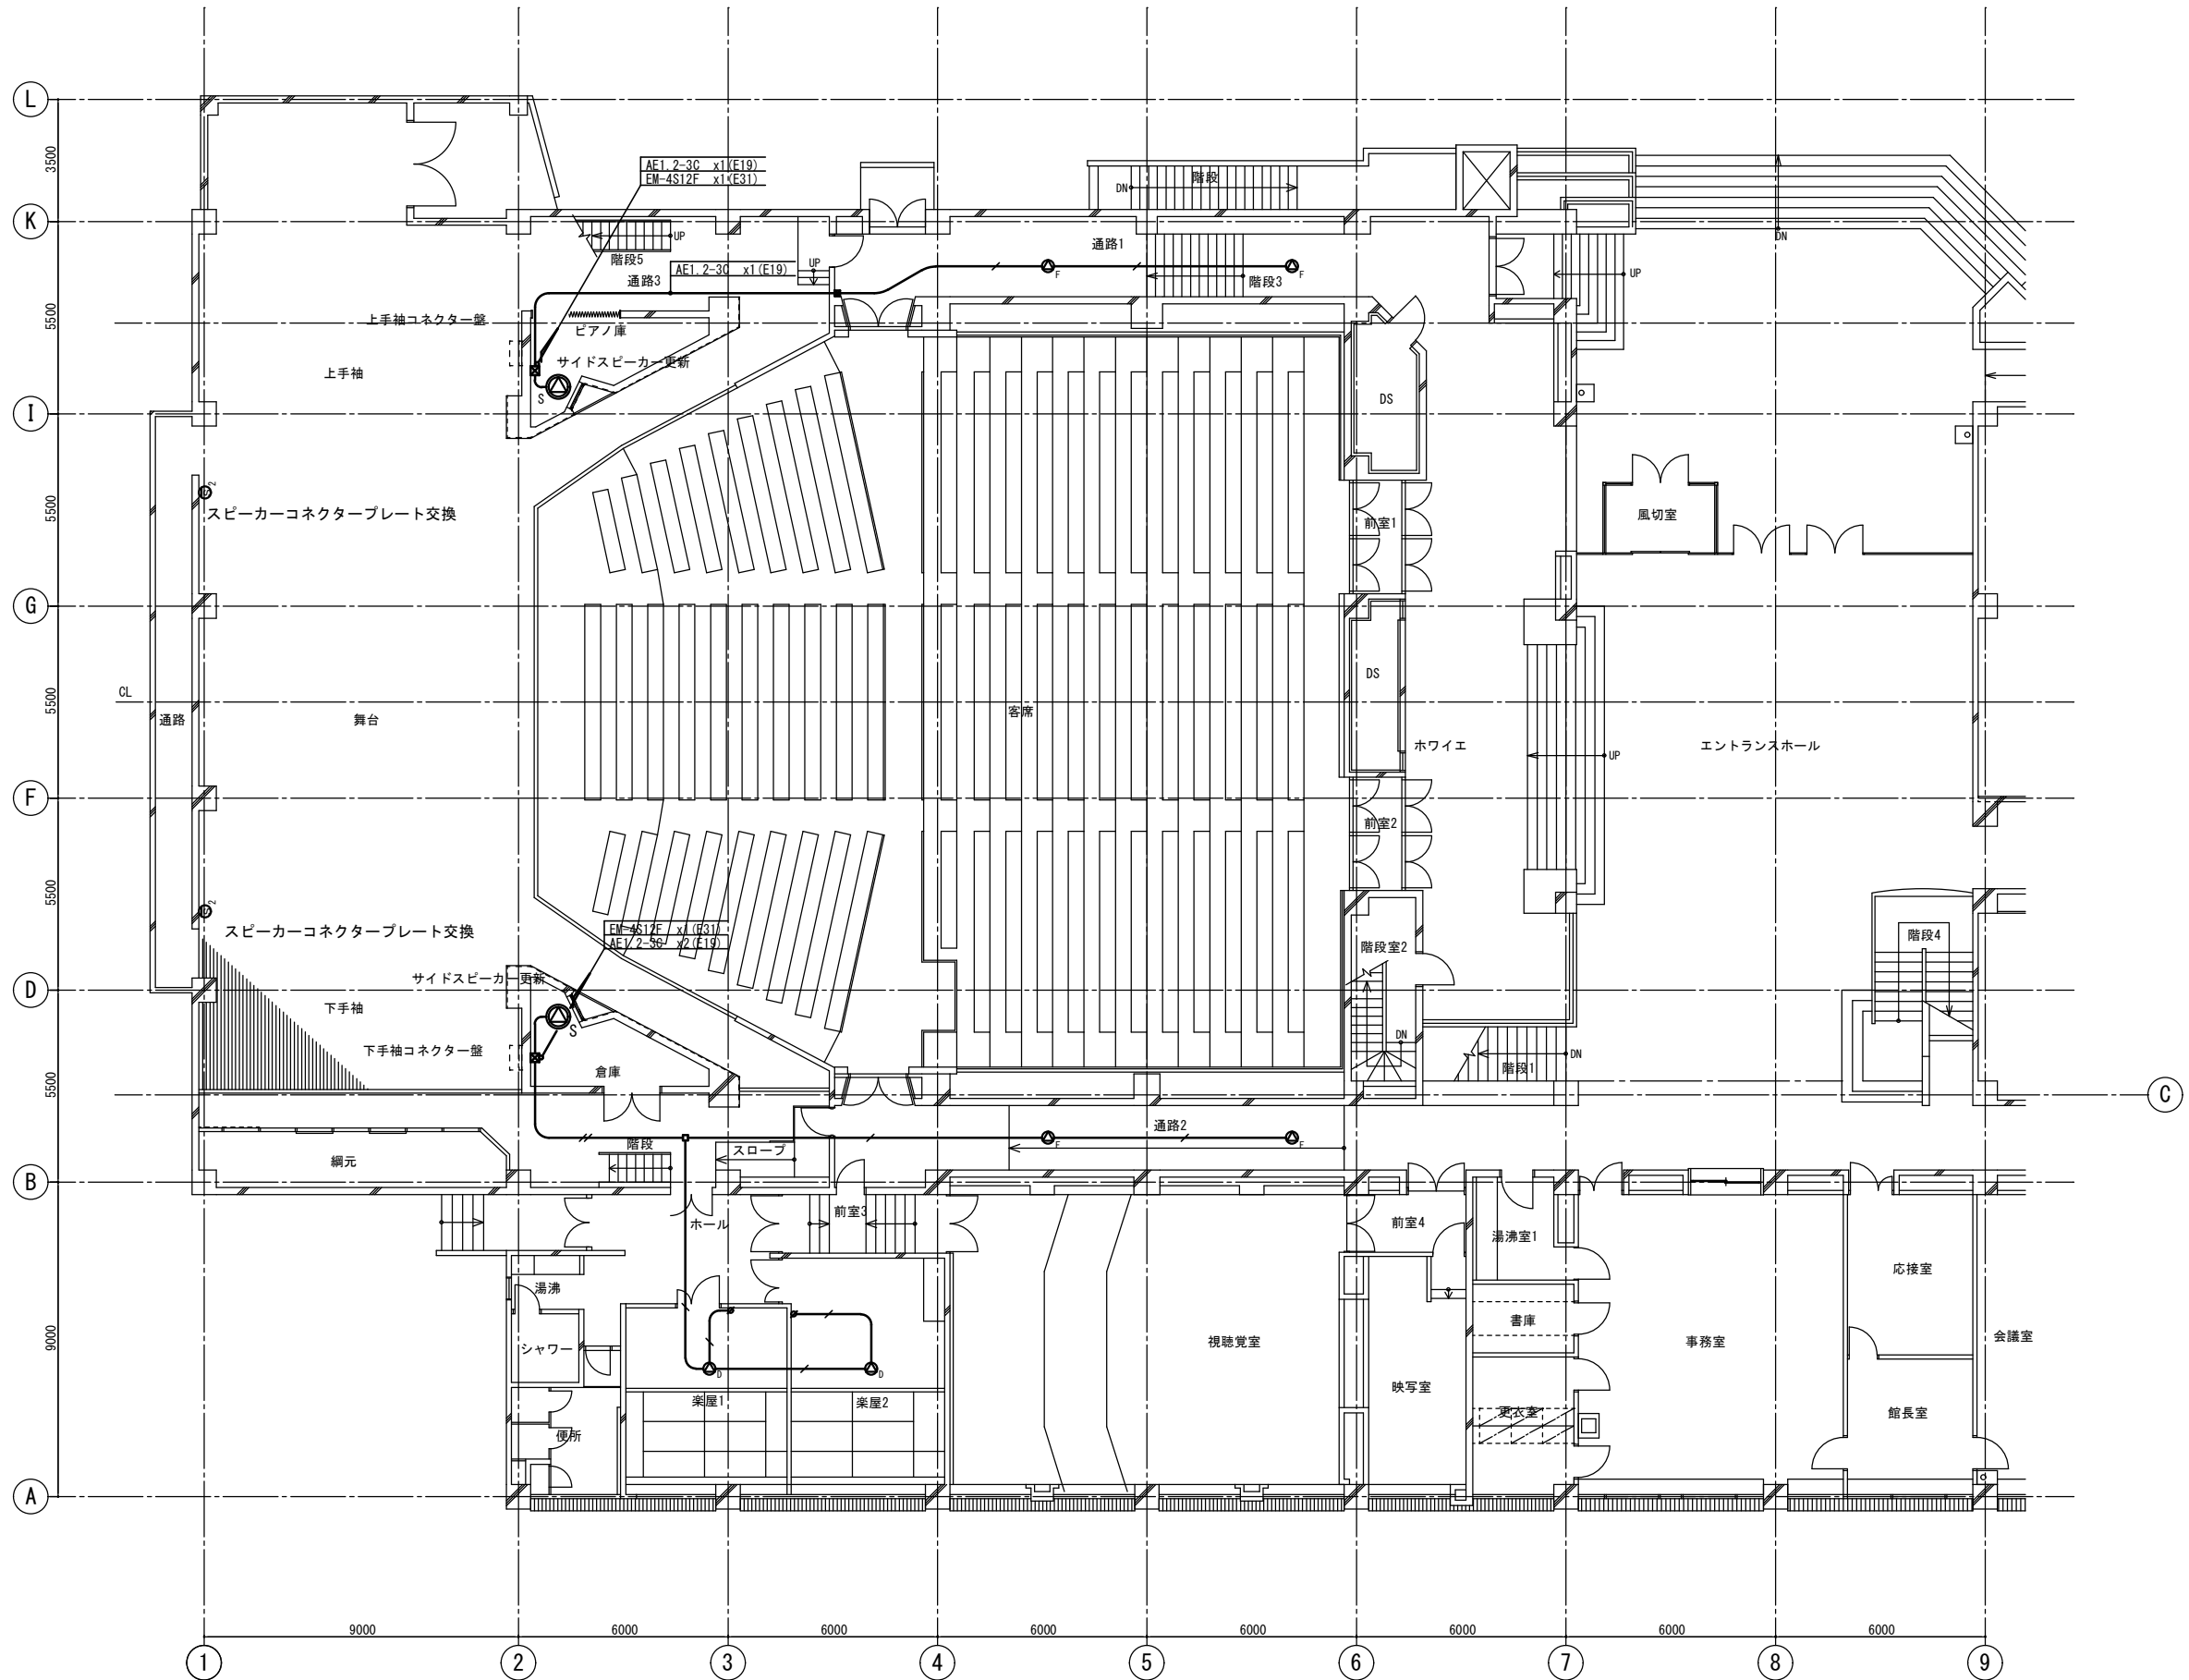 L
3500
AE1.2-3C x1(E19)
EM-4S12F x1(E31)
階段
DN
K
UP
階段5
通路1
通路3
AE1.2-3C x1(E19)
UP
階段3
F
F
UP
DN
5500
上手袖コネクター盤
ピアノ庫
サイドスピーカー更新
上手袖
S
DS
I
S
2
スピーカーコネクタープレート交換
5500
前室1
風切室
G
DS
CL
5500
通路
舞台
客席
ホワイエ
エントランスホール
UP
F
前室2
5500
S
2
スピーカーコネクタープレート交換
EM-4S12F x1(E31)
AE1.2-3C x2(E19)
階段室2
階段4
サイドスピーカー更新
D
下手袖
S
下手袖コネクター盤
DN
DN
倉庫
階段1
5500
C
通路2
F
F
階段
スロープ
綱元
B
ホール
前室3
前室4
湯沸室1
湯沸
応接室
書庫
9000
シャワー
視聴覚室
事務室
会議室
D
D
楽屋1
楽屋2
映写室
更衣室
館長室
便所
A
9000
6000
6000
6000
6000
6000
6000
6000
1
2
3
4
5
6
7
8
9